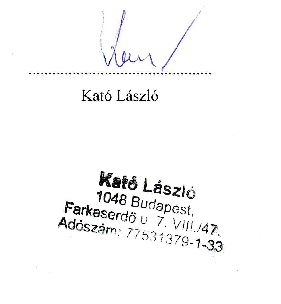 Kató László
Kató László
1048 Budapest,
Farkaserdő u. 7. VIII./47.
Adószám: 77531379-1-33